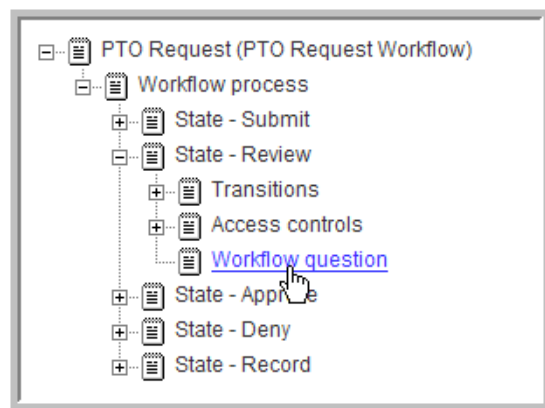 PTO Request (PTO Request Workflow)
Workflow process
State - Submit
State - Review
Transitions
Access controls
Workflow question
State - Approve
State - Deny
State - Record